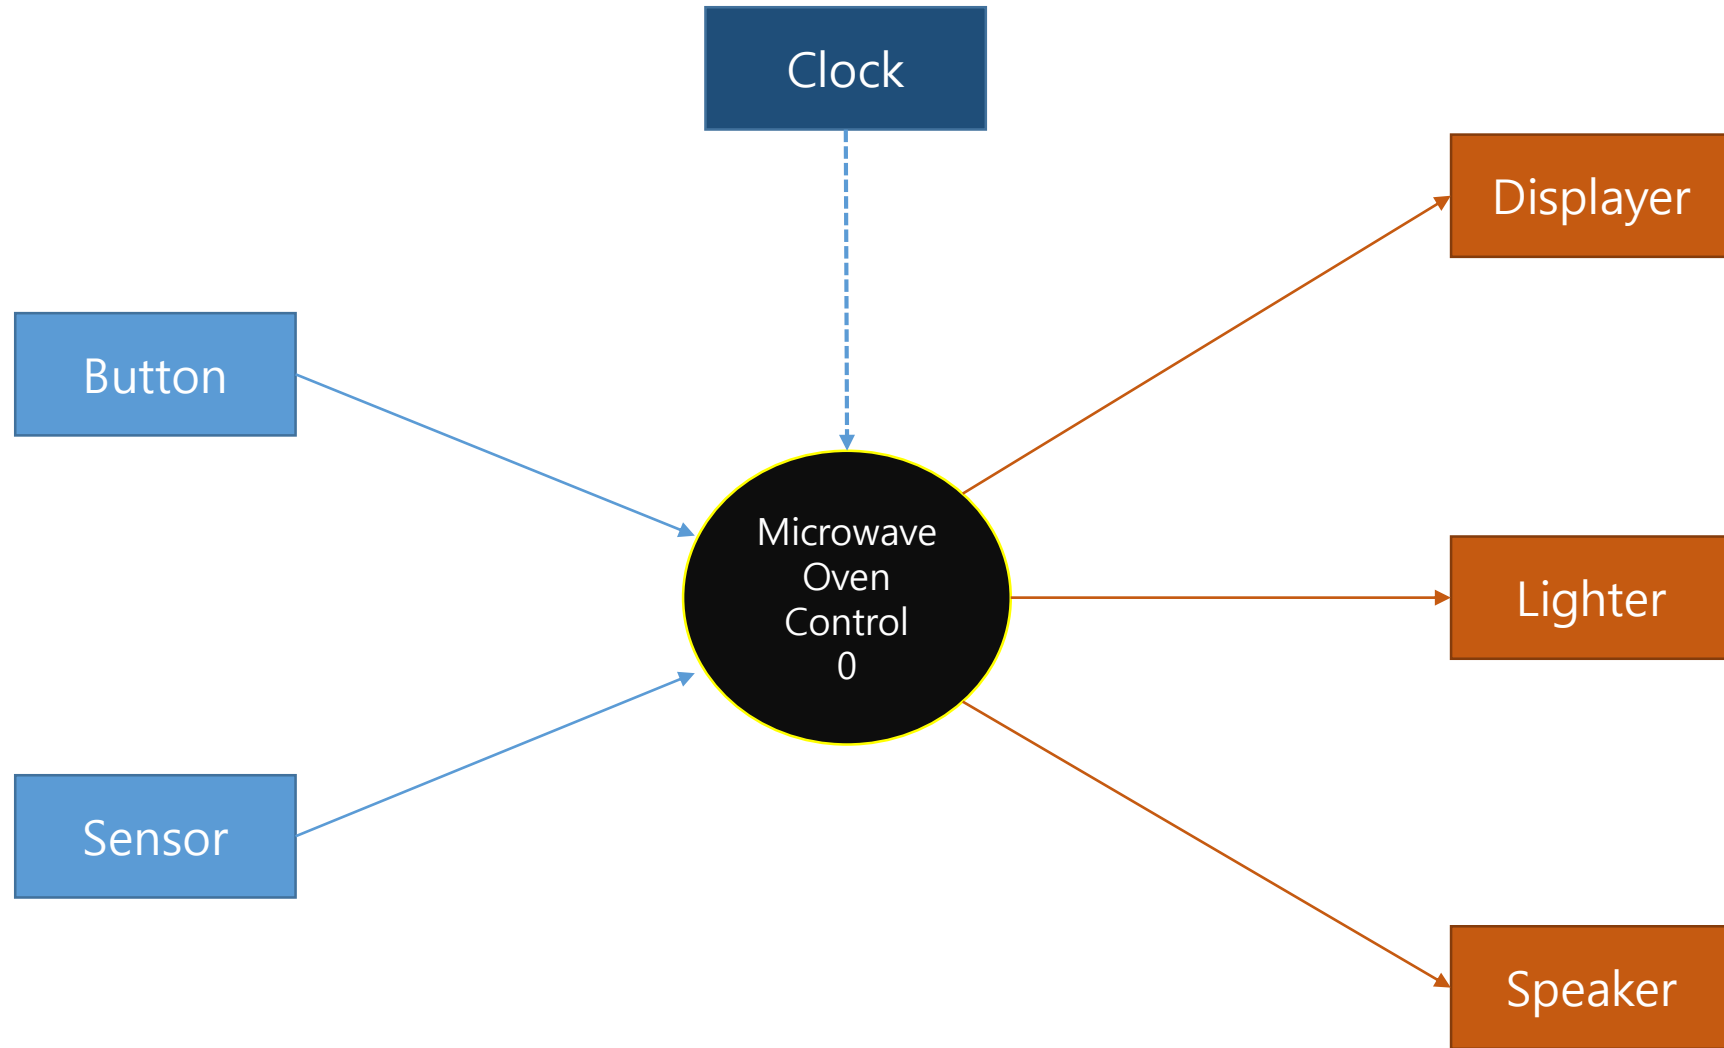 Clock
Displayer
Button
Microwave
Oven
Control
0
Lighter
Sensor
Speaker